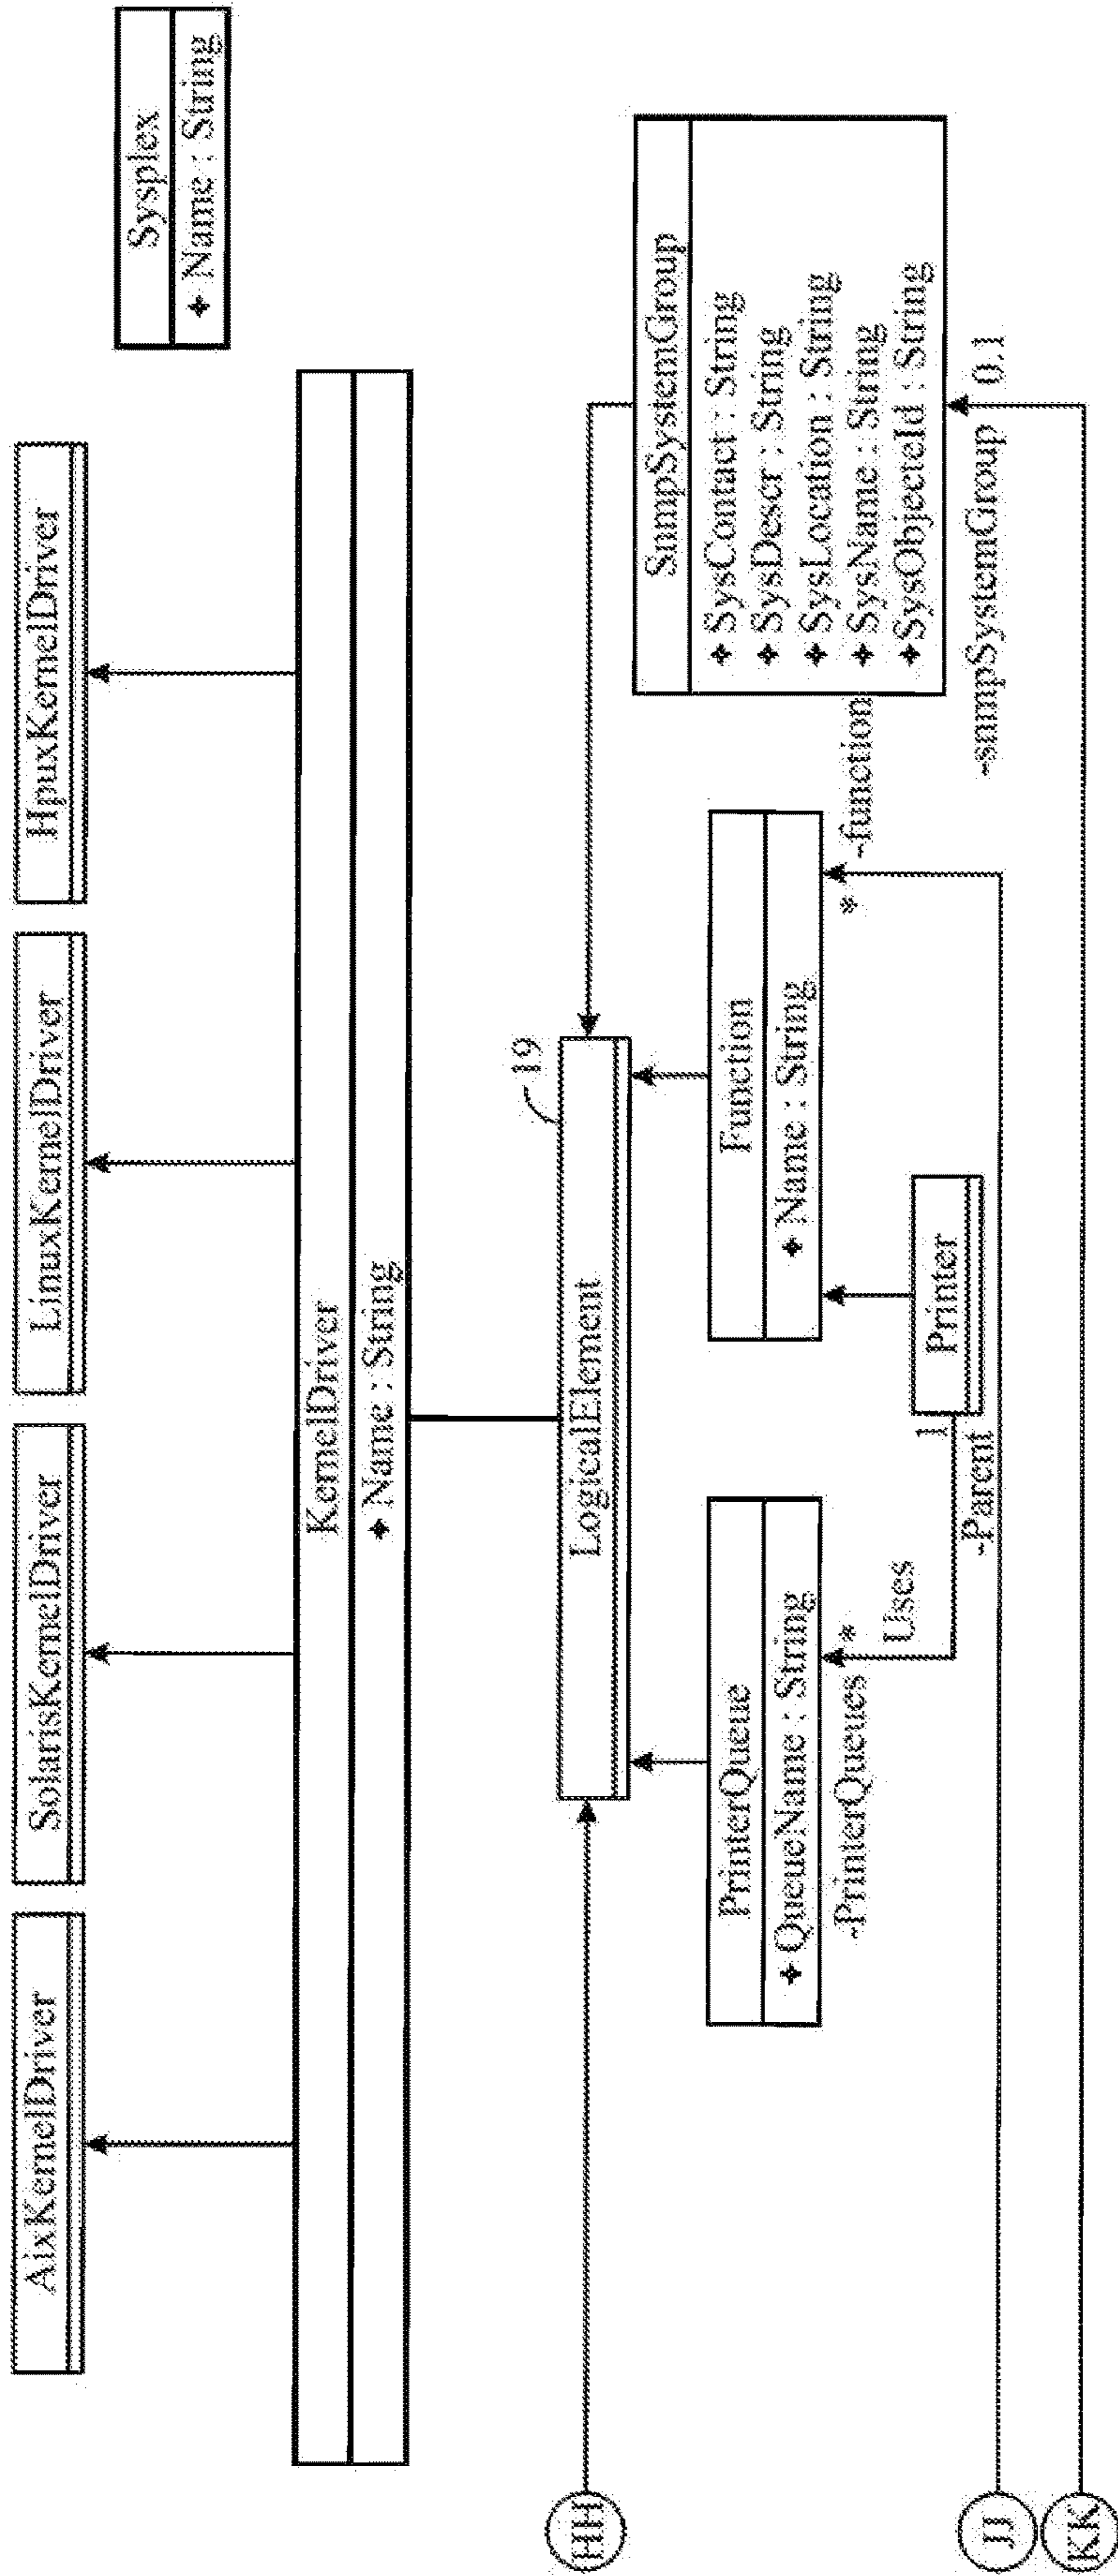 AixKernelDriver
SolarisKernelDriver
LinuxKernelDriver
HpuxKernelDriver
Sysplex
✦ Name : String
KernelDriver
✦ Name : String
19
LogicalElement
HH
PrinterQueue
✦ QueueName : String
-PrinterQueues *
Uses
Function
✦ Name : String
* -function
SnmpSystemGroup
✦ SysContact : String
✦ SysDescr : String
✦ SysLocation : String
✦ SysName : String
✦SysObjecteId : String
Printer
1
-Parent
-snmpSystemGroup 0.1
JJ
KK